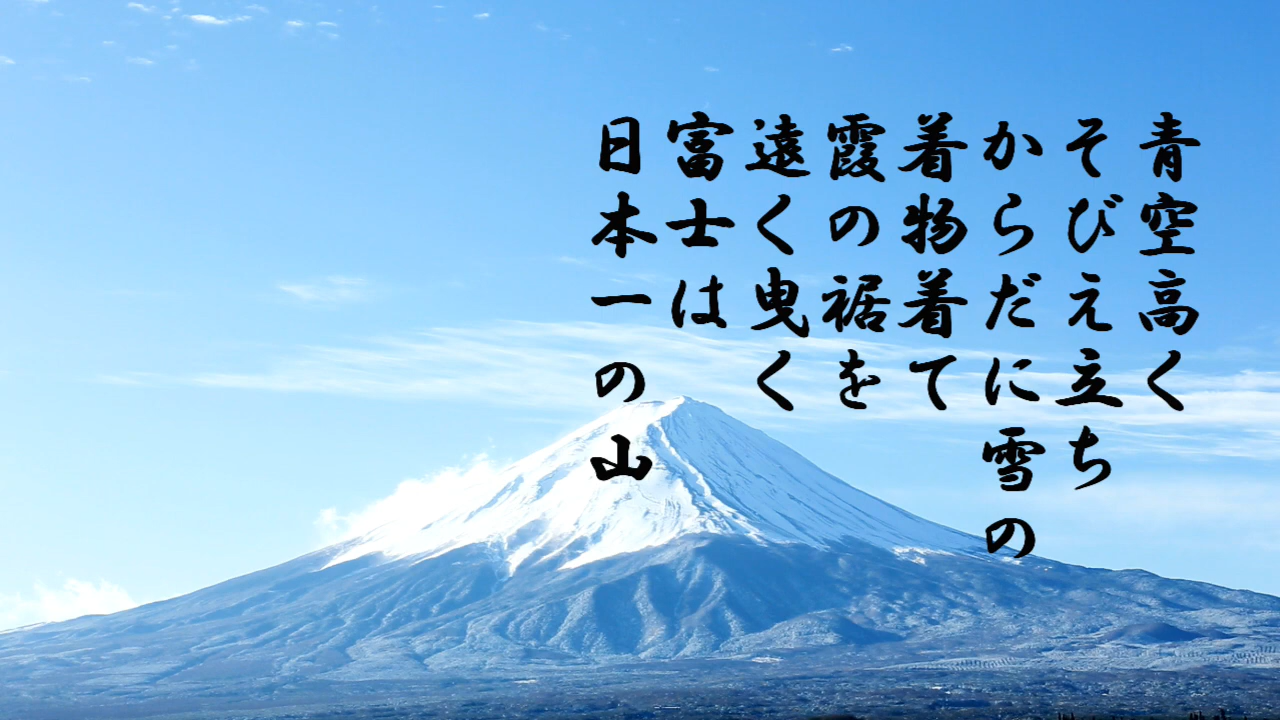 青空高く
そびえ立ち
からだに雪の
着物着て
霞の裾を
遠く曳く
富士は
日本一の山